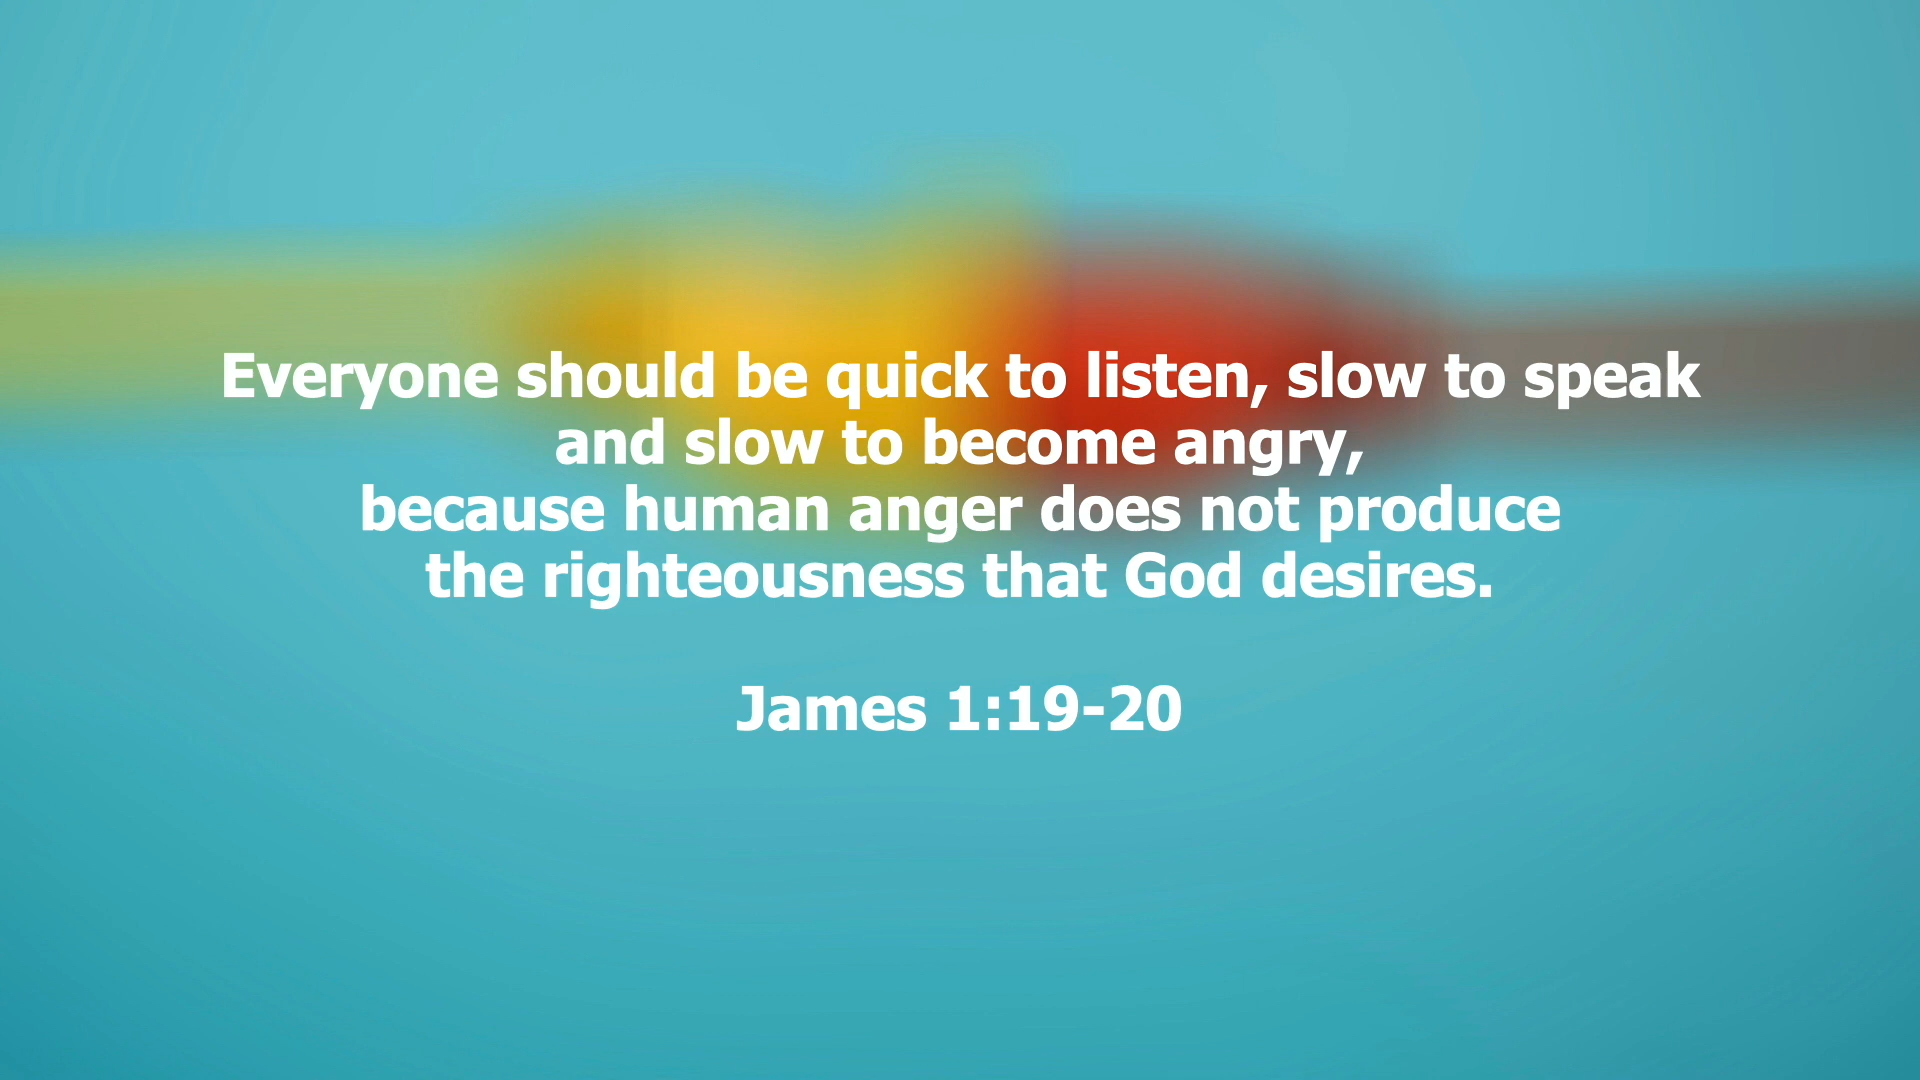 Everyone should be quick to listen, slow to speak
and slow to become angry,
because human anger does not produce
the righteousness that God desires.
James 1:19-20